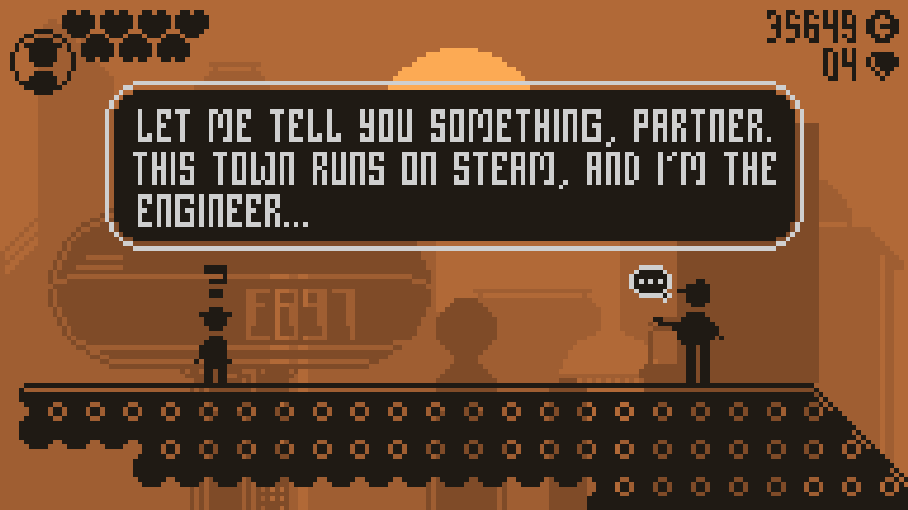 35649
04
LET ME TELL YOU SOMETHING, PARTNER.
THIS TOWN RUNS ON STEAM, AND I'M THE
ENGINEER...
...
?